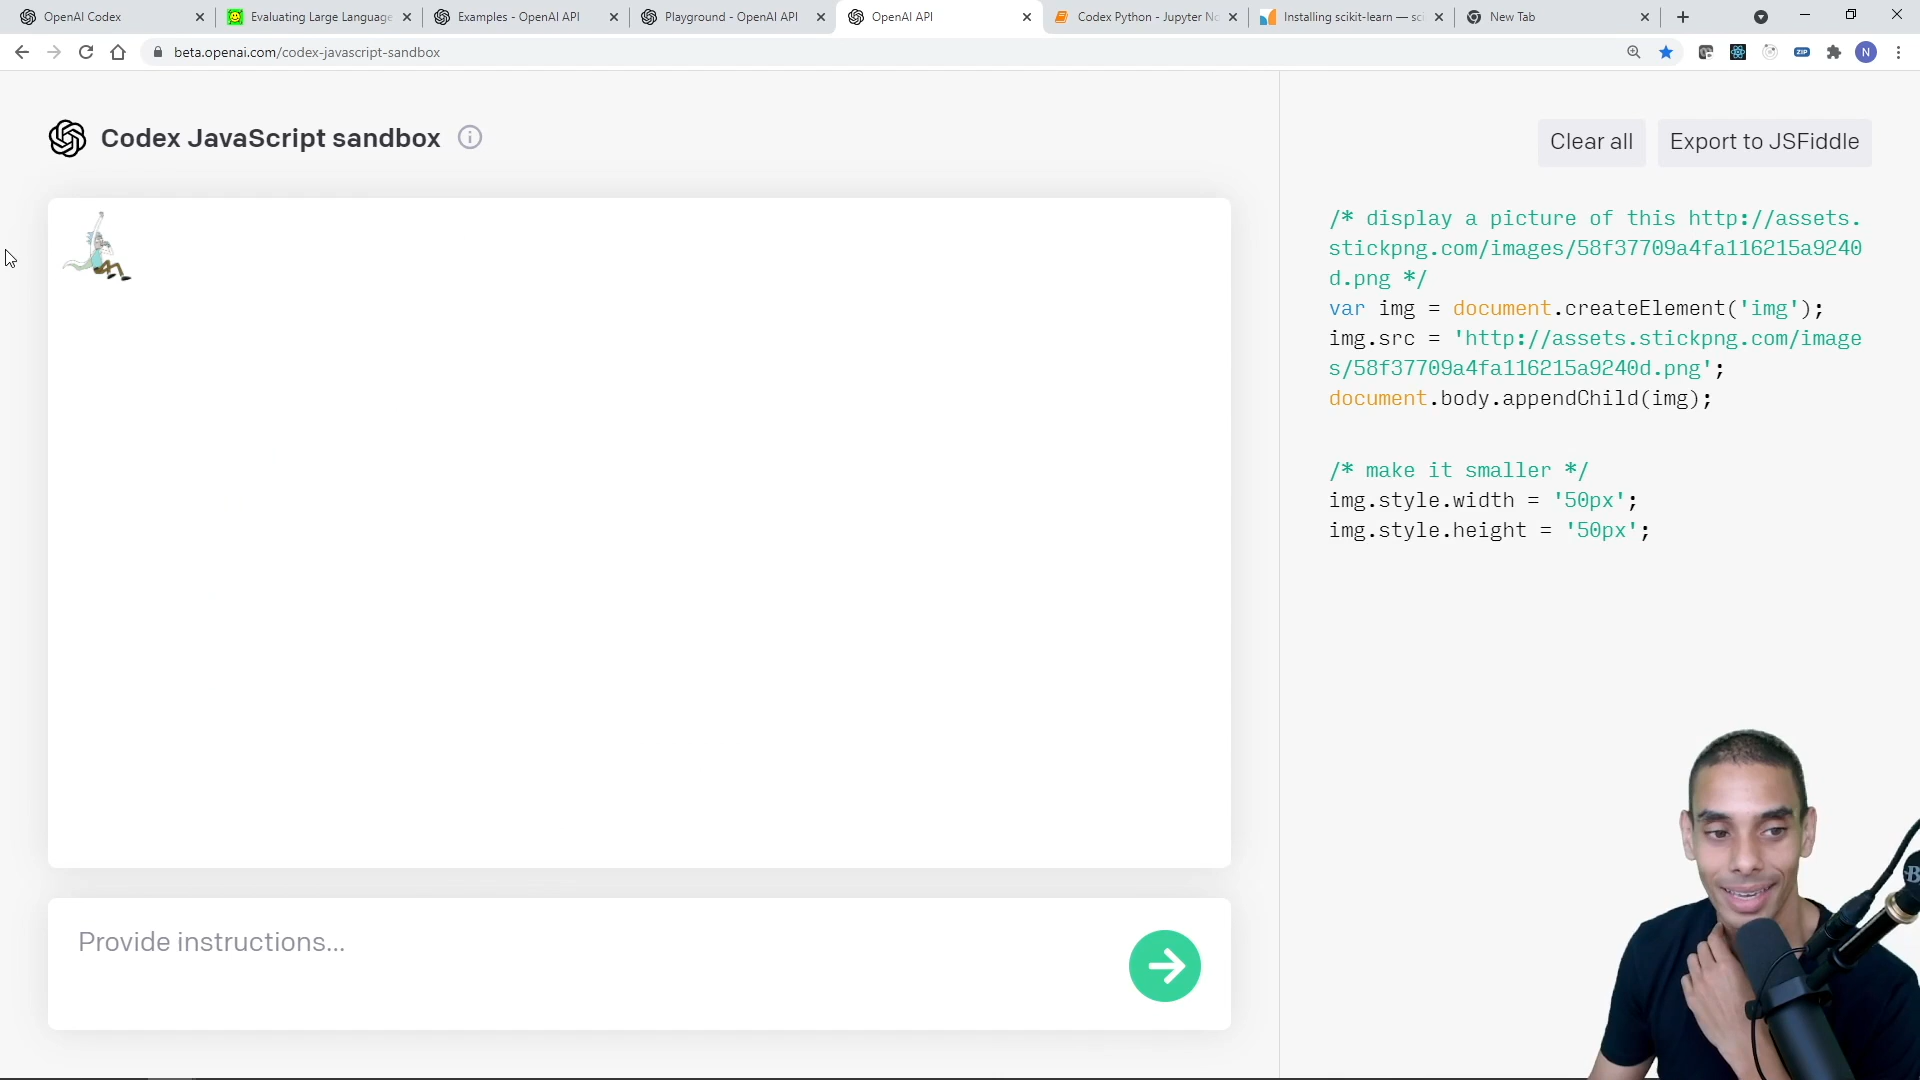 OpenAI Codex
Evaluating Large Language
Examples - OpenAI API
Playground - OpenAI API
OpenAI API
Codex Python - Jupyter No
Installing scikit-learn — sci
New Tab
beta.openai.com/codex-javascript-sandbox
ZIP
N
Codex JavaScript sandbox
Clear all
Export to JSFiddle
/* display a picture of this http://assets.
stickpng.com/images/58f37709a4fa116215a9240
d.png */
var img = document.createElement('img');
img.src = 'http://assets.stickpng.com/image
s/58f37709a4fa116215a9240d.png';
document.body.appendChild(img);
/* make it smaller */
img.style.width = '50px';
img.style.height = '50px';
Provide instructions...